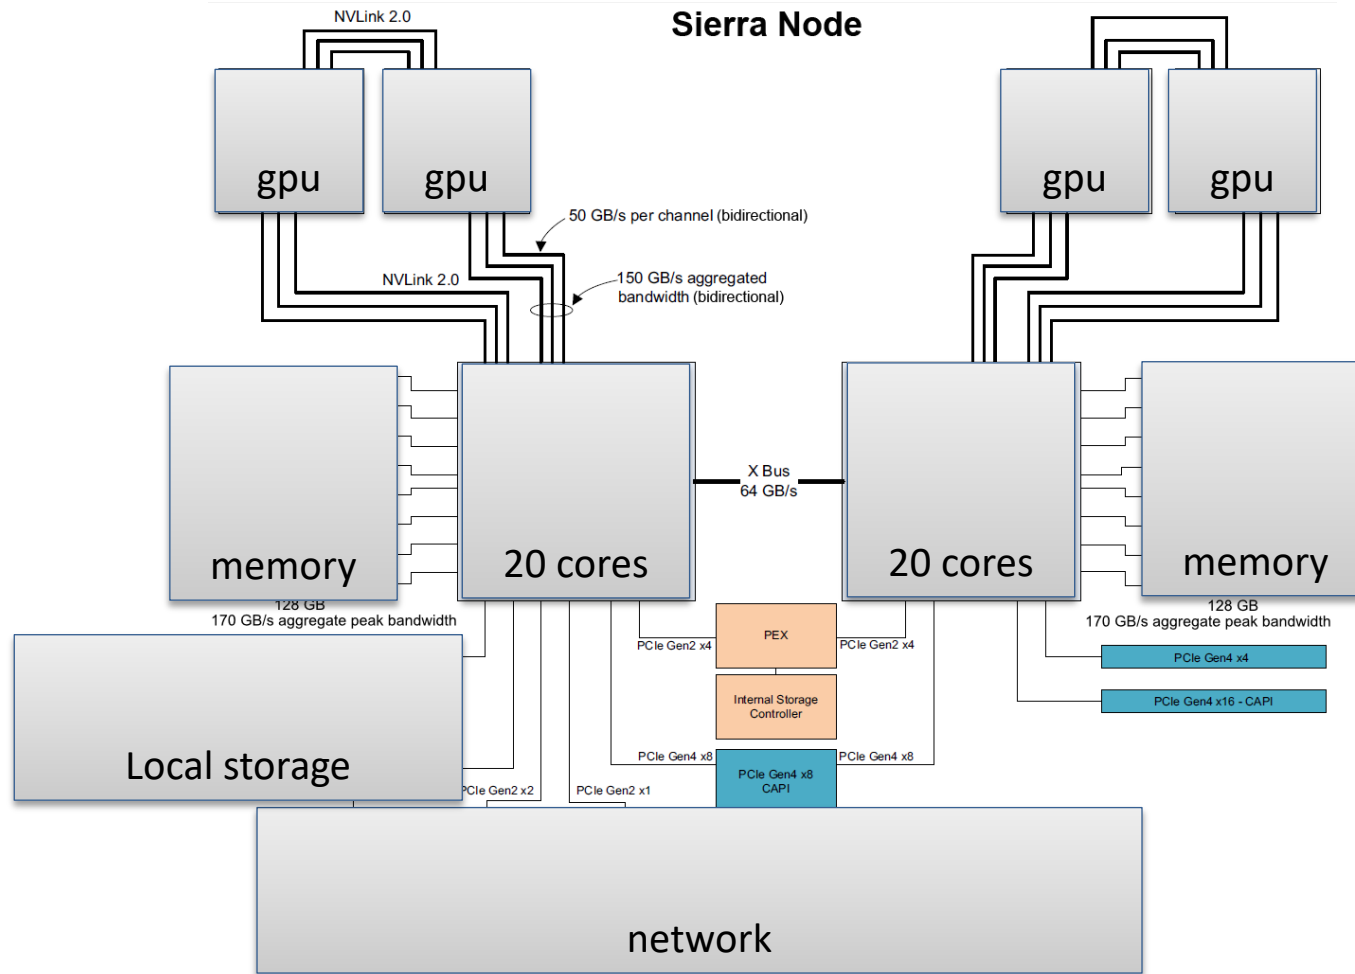 Sierra Node
NVLink 2.0
gpu
gpu
gpu
gpu
50 GB/s per channel (bidirectional)
NVLink 2.0
150 GB/s aggregated
bandwidth (bidirectional)
X Bus
64 GB/s
memory
20 cores
20 cores
memory
128 GB
170 GB/s aggregate peak bandwidth
128 GB
170 GB/s aggregate peak bandwidth
PCIe Gen2 x4
PEX
PCIe Gen2 x4
PCIe Gen4 x4
Internal Storage
Controller
PCIe Gen4 x16 - CAPI
Local storage
PCIe Gen4 x8
PCIe Gen4 x8
PCIe Gen4 x8
CAPI
PCIe Gen2 x2
PCIe Gen2 x1
network